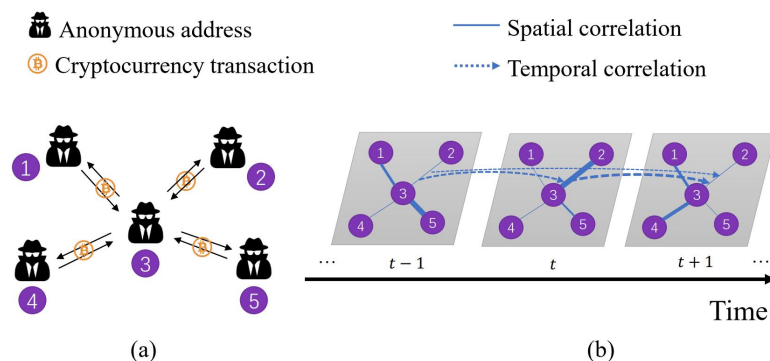 Anonymous address
Cryptocurrency transaction
Spatial correlation
Temporal correlation
1
2
3
4
5
₿
₿
₿
₿
₿
1 2 3 4 5
1 2 3 4 5
1 2 3 4 5
... t − 1 t t + 1 ...
Time
(a) (b)